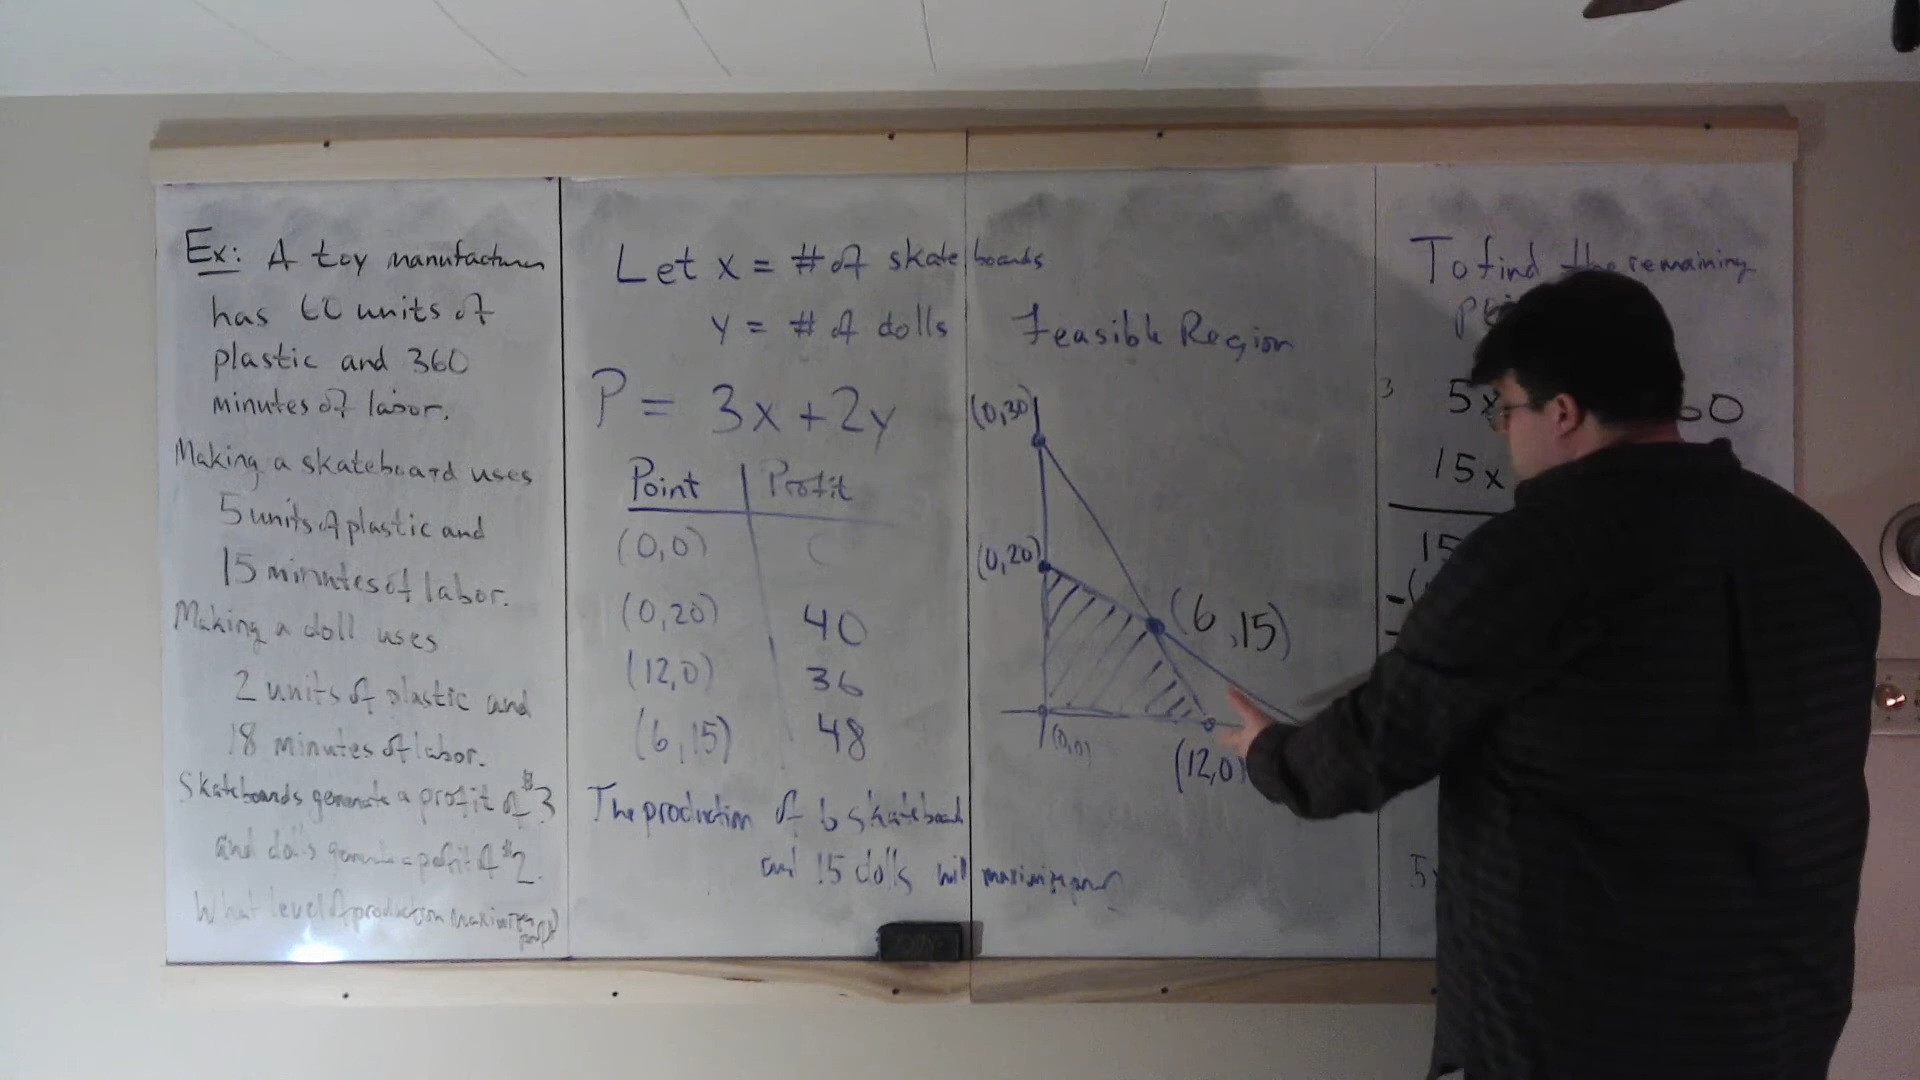 Ex: A toy manufacturer
has 60 units of
plastic and 360
minutes of labor.
Making a skateboard uses
5 units of plastic and
15 minutes of labor.
Making a doll uses
2 units of plastic and
18 minutes of labor.
Skateboards generate a profit of $3
and dolls generate a profit of $2.
What level of production maximizes
profit?
Let x = # of skateboards
y = # of dolls
P = 3x + 2y
Point Profit
(0,0)
(0,20) 40
(12,0) 36
(6,15) 48
The production of 6 skateboard
and 15 dolls will maximize
Feasible Region
(0,30)
(0,20)
(6,15)
(0,0)
(12,0)
To find the remaining
3 5x 60
15x
15
5x